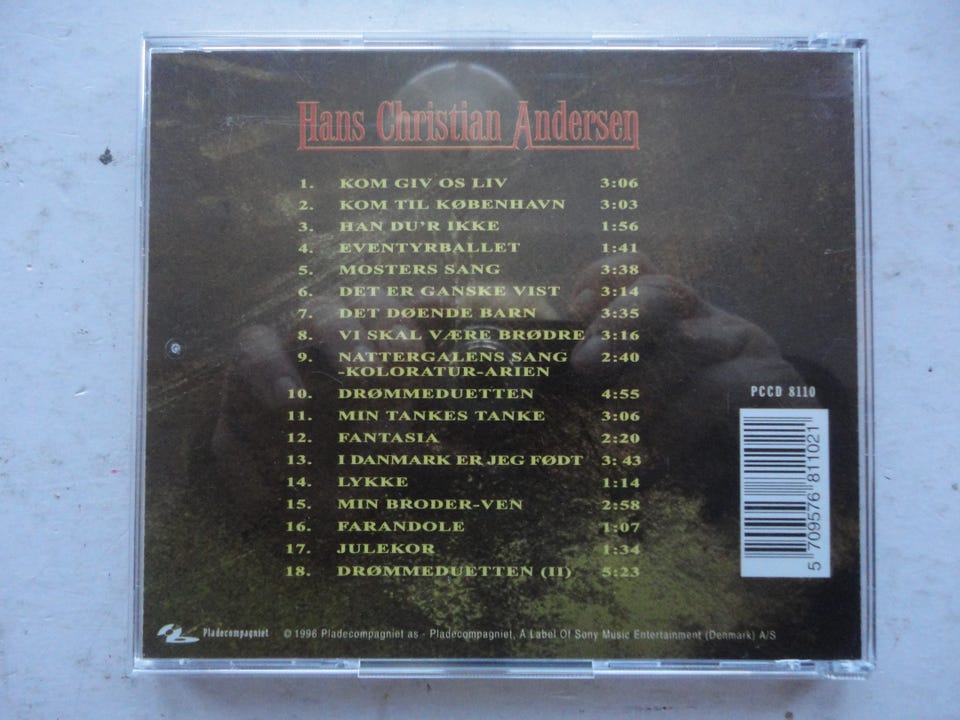 Hans Christian Andersen
1. KOM GIV OS LIV 3:06
2. KOM TIL KØBENHAVN 3:03
3. HAN DU'R IKKE 1:56
4. EVENTYRBALLET 1:41
5. MOSTERS SANG 3:38
6. DET ER GANSKE VIST 3:14
7. DET DØENDE BARN 3:35
8. VI SKAL VÆRE BRØDRE 3:16
9. NATTERGALENS SANG 2:40
-KOLORATUR-ARIEN
10. DRØMMEDUETTEN 4:55
11. MIN TANKES TANKE 3:06
12. FANTASIA 2:20
13. I DANMARK ER JEG FØDT 3: 43
14. LYKKE 1:14
15. MIN BRODER-VEN 2:58
16. FARANDOLE 1:07
17. JULEKOR 1:34
18. DRØMMEDUETTEN (II) 5:23
PCCD 8110
5 709576 811021
Pladecompagniet © 1996 Pladecompagniet as - Pladecompagniet, A Label Of Sony Music Entertainment (Denmark) A/S